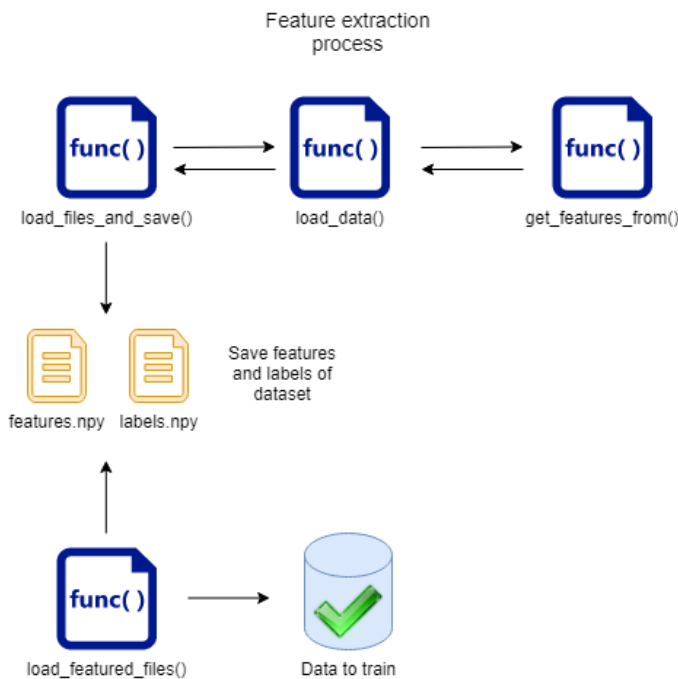 Feature extraction
process
func( )
func( )
func( )
load_files_and_save()
load_data()
get_features_from()
Save features
and labels of
dataset
features.npy
labels.npy
func( )
load_featured_files()
Data to train